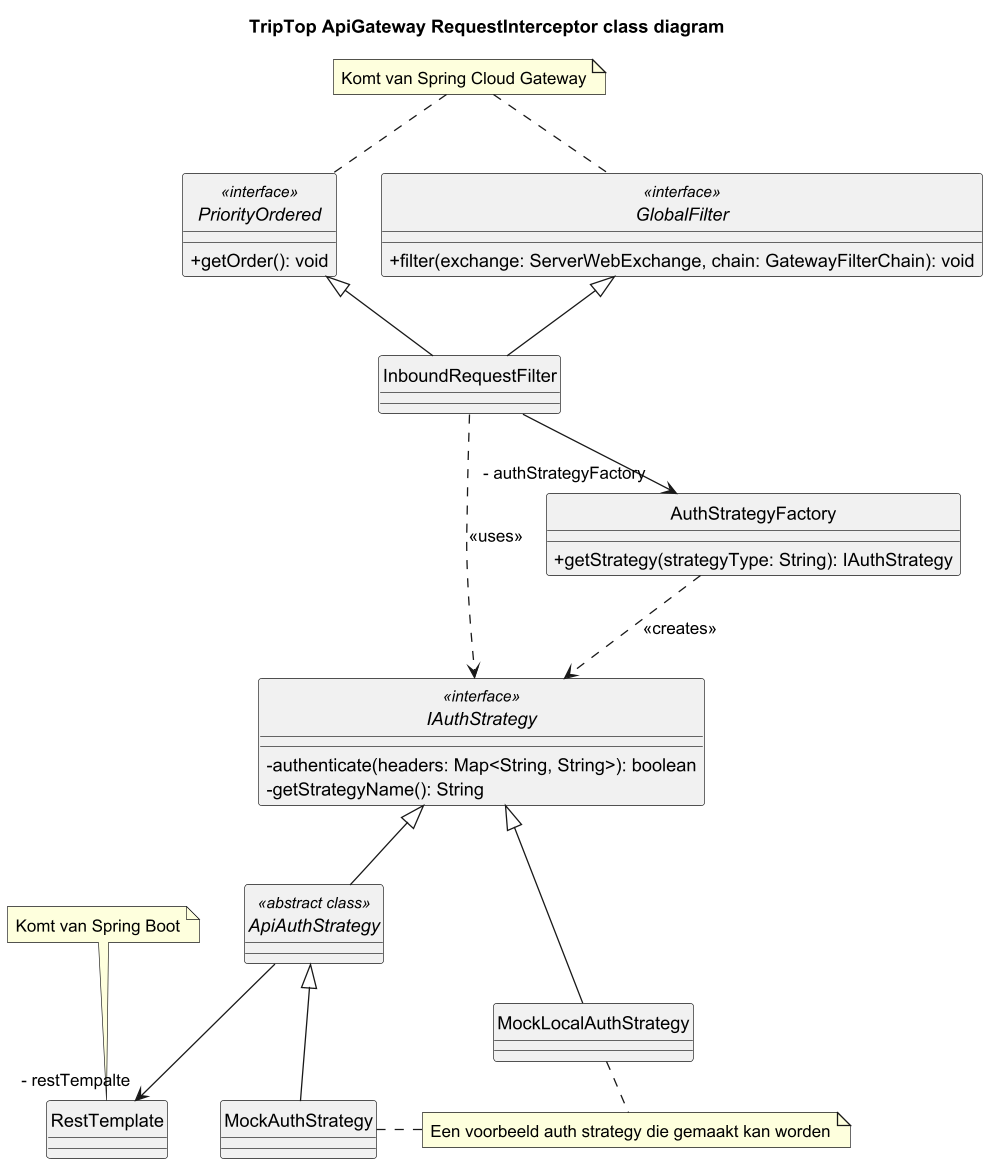 TripTop ApiGateway RequestInterceptor class diagram
Komt van Spring Cloud Gateway
«interface»
PriorityOrdered
+getOrder(): void
«interface»
GlobalFilter
+filter(exchange: ServerWebExchange, chain: GatewayFilterChain): void
InboundRequestFilter
- authStrategyFactory
«uses»
AuthStrategyFactory
+getStrategy(strategyType: String): IAuthStrategy
«creates»
«interface»
IAuthStrategy
-authenticate(headers: Map<String, String>): boolean
-getStrategyName(): String
«abstract class»
ApiAuthStrategy
Komt van Spring Boot
MockLocalAuthStrategy
- restTempalte
RestTemplate
MockAuthStrategy
Een voorbeeld auth strategy die gemaakt kan worden